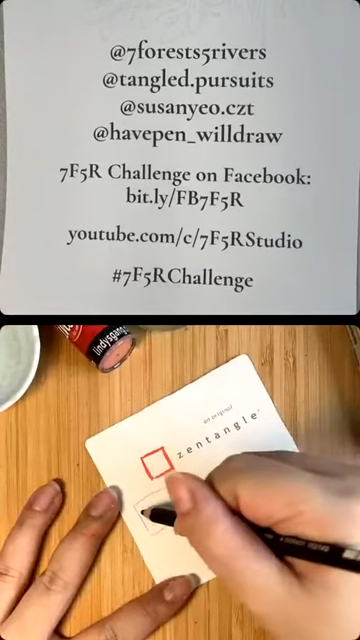 @7forests5rivers
@tangled.pursuits
@susanyeo.czt
@havepen_willdraw
7F5R Challenge on Facebook:
bit.ly/FB7F5R
youtube.com/c/7F5RStudio
#7F5RChallenge
lindysgang
an original
zentangle